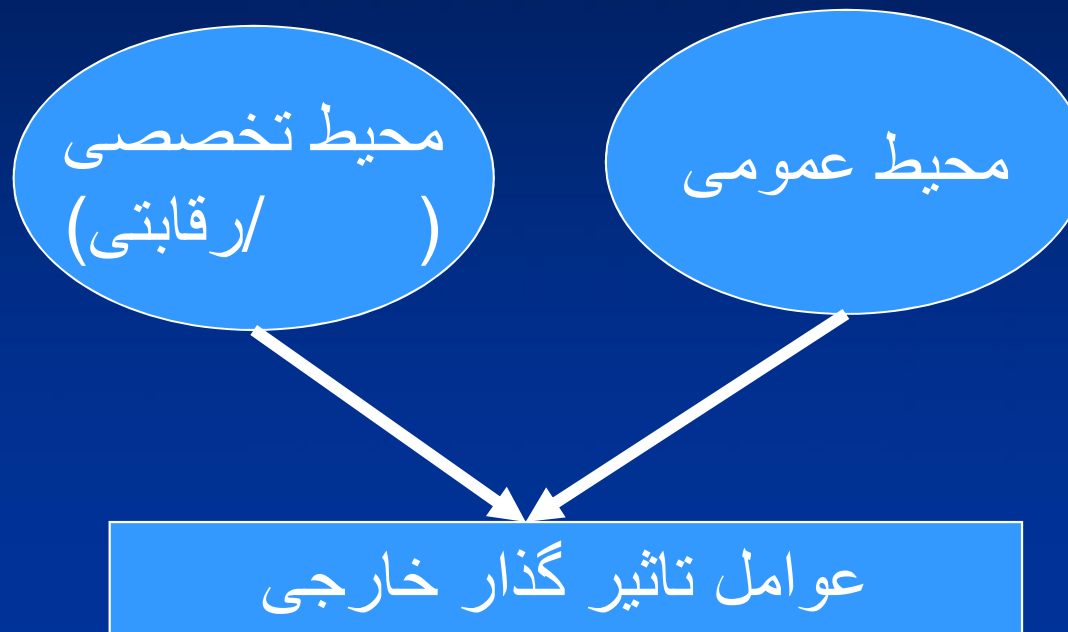 محیط عمومی
محیط تخصصی
( /رقابتی)
عوامل تاثیر گذار خارجی